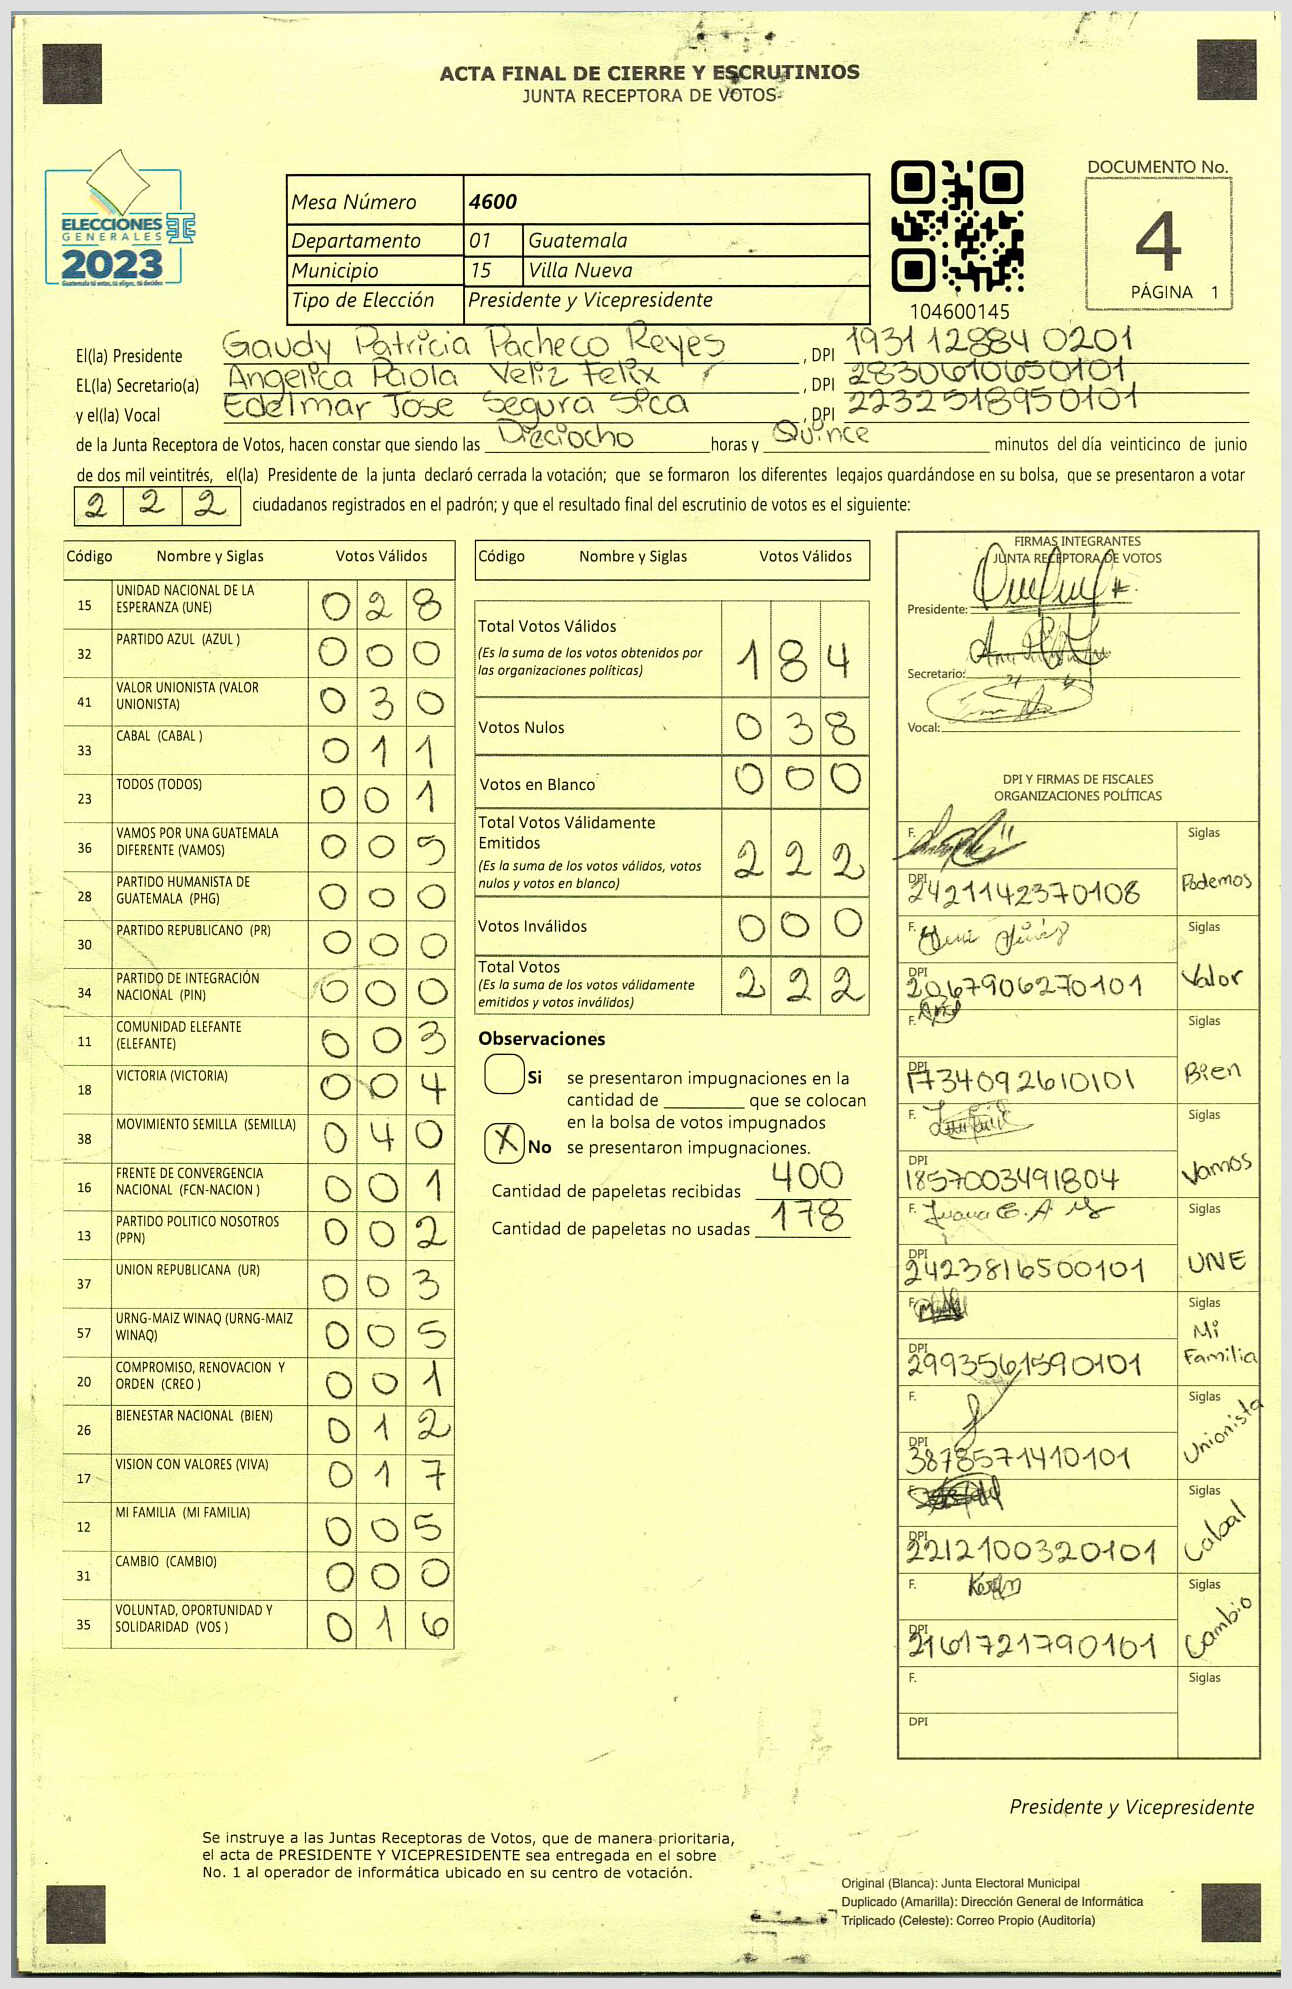 ACTA FINAL DE CIERRE Y ESCRUTINIOS
JUNTA RECEPTORA DE VOTOS
ELECCIONES
GENERALES
2023
Guatemala tú votas, tú eliges, tú decides
Mesa Número 4600
Departamento 01 Guatemala
Municipio 15 Villa Nueva
Tipo de Elección Presidente y Vicepresidente
104600145
DOCUMENTO No.
4
PÁGINA 1
El(la) Presidente Gaudy Patricia Pacheco Reyes , DPI 1931 12884 0201
EL(la) Secretario(a) Angelica Paola Veliz Felix , DPI 2830610650101
y el(la) Vocal Edelmar Jose Segura Sica , DPI 2232518950101
de la Junta Receptora de Votos, hacen constar que siendo las Dieciocho horas y Quince minutos del día veinticinco de junio
de dos mil veintitrés, el(la) Presidente de la junta declaró cerrada la votación; que se formaron los diferentes legajos guardándose en su bolsa, que se presentaron a votar
2 2 2 ciudadanos registrados en el padrón; y que el resultado final del escrutinio de votos es el siguiente:
Código Nombre y Siglas Votos Válidos
15 UNIDAD NACIONAL DE LA ESPERANZA (UNE) 0 2 8
32 PARTIDO AZUL (AZUL ) 0 0 0
41 VALOR UNIONISTA (VALOR UNIONISTA) 0 3 0
33 CABAL (CABAL ) 0 1 1
23 TODOS (TODOS) 0 0 1
36 VAMOS POR UNA GUATEMALA DIFERENTE (VAMOS) 0 0 5
28 PARTIDO HUMANISTA DE GUATEMALA (PHG) 0 0 0
30 PARTIDO REPUBLICANO (PR) 0 0 0
34 PARTIDO DE INTEGRACIÓN NACIONAL (PIN) 0 0 0
11 COMUNIDAD ELEFANTE (ELEFANTE) 0 0 3
18 VICTORIA (VICTORIA) 0 0 4
38 MOVIMIENTO SEMILLA (SEMILLA) 0 4 0
16 FRENTE DE CONVERGENCIA NACIONAL (FCN-NACION ) 0 0 1
13 PARTIDO POLITICO NOSOTROS (PPN) 0 0 2
37 UNION REPUBLICANA (UR) 0 0 3
57 URNG-MAIZ WINAQ (URNG-MAIZ WINAQ) 0 0 5
20 COMPROMISO, RENOVACION Y ORDEN (CREO ) 0 0 1
26 BIENESTAR NACIONAL (BIEN) 0 1 2
17 VISION CON VALORES (VIVA) 0 1 7
12 MI FAMILIA (MI FAMILIA) 0 0 5
31 CAMBIO (CAMBIO) 0 0 0
35 VOLUNTAD, OPORTUNIDAD Y SOLIDARIDAD (VOS ) 0 1 6
Código Nombre y Siglas Votos Válidos
Total Votos Válidos 1 8 4
(Es la suma de los votos obtenidos por
las organizaciones políticas)
Votos Nulos 0 3 8
Votos en Blanco 0 0 0
Total Votos Válidamente
Emitidos 2 2 2
(Es la suma de los votos válidos, votos
nulos y votos en blanco)
Votos Inválidos 0 0 0
Total Votos 2 2 2
(Es la suma de los votos válidamente
emitidos y votos inválidos)
Observaciones
Si se presentaron impugnaciones en la
cantidad de ________ que se colocan
en la bolsa de votos impugnados
X No se presentaron impugnaciones.
Cantidad de papeletas recibidas 400
Cantidad de papeletas no usadas 178
FIRMAS INTEGRANTES
JUNTA RECEPTORA DE VOTOS
Presidente:
Secretario:
Vocal:
DPI Y FIRMAS DE FISCALES
ORGANIZACIONES POLÍTICAS
F. Siglas
DPI 2421142370108 Podemos
F. Siglas
DPI 2067906270101 Valor
F. Siglas
DPI 1734092610101 Bien
F. Siglas
DPI 1857003491804 Vamos
F. Juana E. A Siglas
DPI 2423816500101 UNE
F. Siglas
DPI 2993561590101 Mi Familia
F. Siglas
DPI 3878571410101 Unionista
F. Siglas
DPI 2212100320101 Cabal
F. Siglas
DPI 2161721790101 Cambio
F. Siglas
DPI
Presidente y Vicepresidente
Se instruye a las Juntas Receptoras de Votos, que de manera prioritaria,
el acta de PRESIDENTE Y VICEPRESIDENTE sea entregada en el sobre
No. 1 al operador de informática ubicado en su centro de votación.
Original (Blanca): Junta Electoral Municipal
Duplicado (Amarilla): Dirección General de Informática
Triplicado (Celeste): Correo Propio (Auditoría)